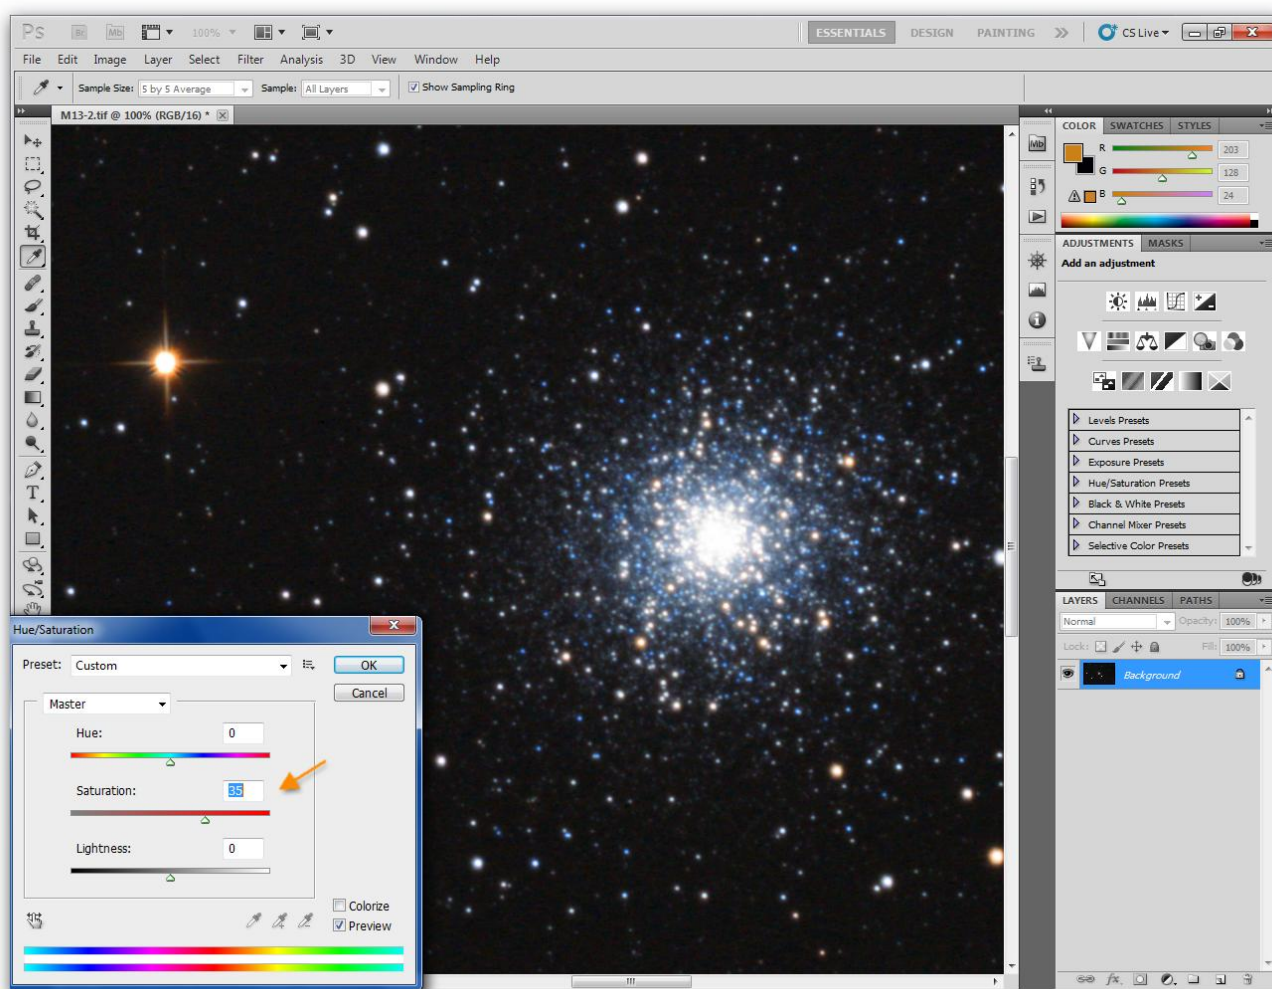 Ps Br Mb 100% ESSENTIALS DESIGN PAINTING CS Live
File Edit Image Layer Select Filter Analysis 3D View Window Help
Sample Size: 5 by 5 Average Sample: All Layers Show Sampling Ring
M13-2.tif @ 100% (RGB/16) *
Mb
COLOR SWATCHES STYLES
R 203
G 128
B 24
ADJUSTMENTS MASKS
Add an adjustment
Levels Presets
Curves Presets
Exposure Presets
Hue/Saturation Presets
Black & White Presets
Channel Mixer Presets
Selective Color Presets
LAYERS CHANNELS PATHS
Normal Opacity: 100%
Lock: Fill: 100%
Background
Hue/Saturation
Preset: Custom OK
Cancel
Master
Hue: 0
Saturation: 35
Lightness: 0
Colorize
Preview